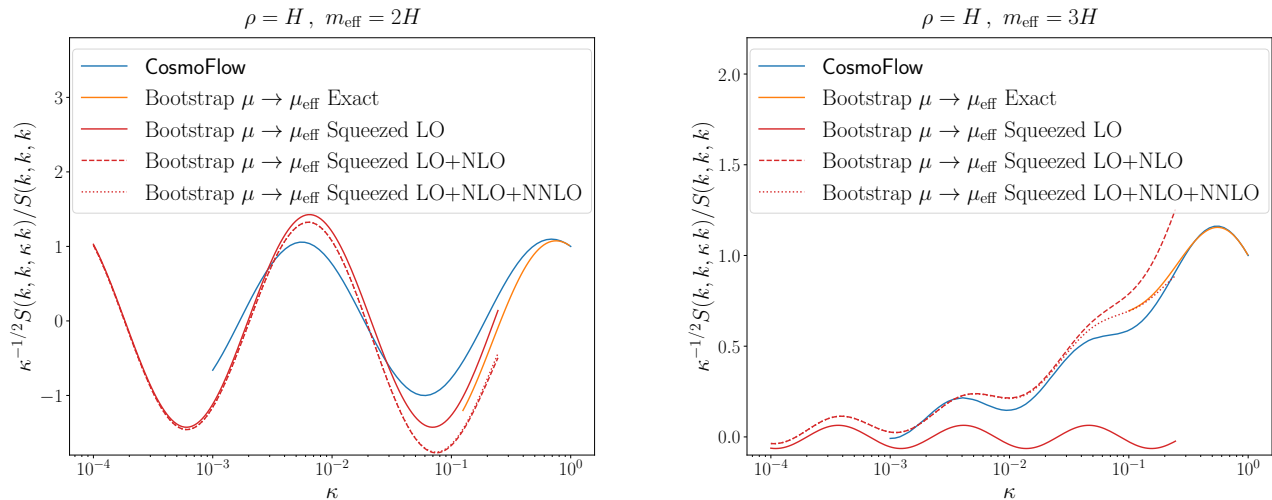 ρ = H , m_eff = 2H
CosmoFlow
Bootstrap μ → μ_eff Exact
Bootstrap μ → μ_eff Squeezed LO
Bootstrap μ → μ_eff Squeezed LO+NLO
Bootstrap μ → μ_eff Squeezed LO+NLO+NNLO
κ^{-1/2}S(k, k, κ k)/S(k, k, k)
3
2
1
0
−1
10^{-4}
10^{-3}
10^{-2}
10^{-1}
10^{0}
κ
ρ = H , m_eff = 3H
CosmoFlow
Bootstrap μ → μ_eff Exact
Bootstrap μ → μ_eff Squeezed LO
Bootstrap μ → μ_eff Squeezed LO+NLO
Bootstrap μ → μ_eff Squeezed LO+NLO+NNLO
κ^{-1/2}S(k, k, κ k)/S(k, k, k)
2.0
1.5
1.0
0.5
0.0
10^{-4}
10^{-3}
10^{-2}
10^{-1}
10^{0}
κ